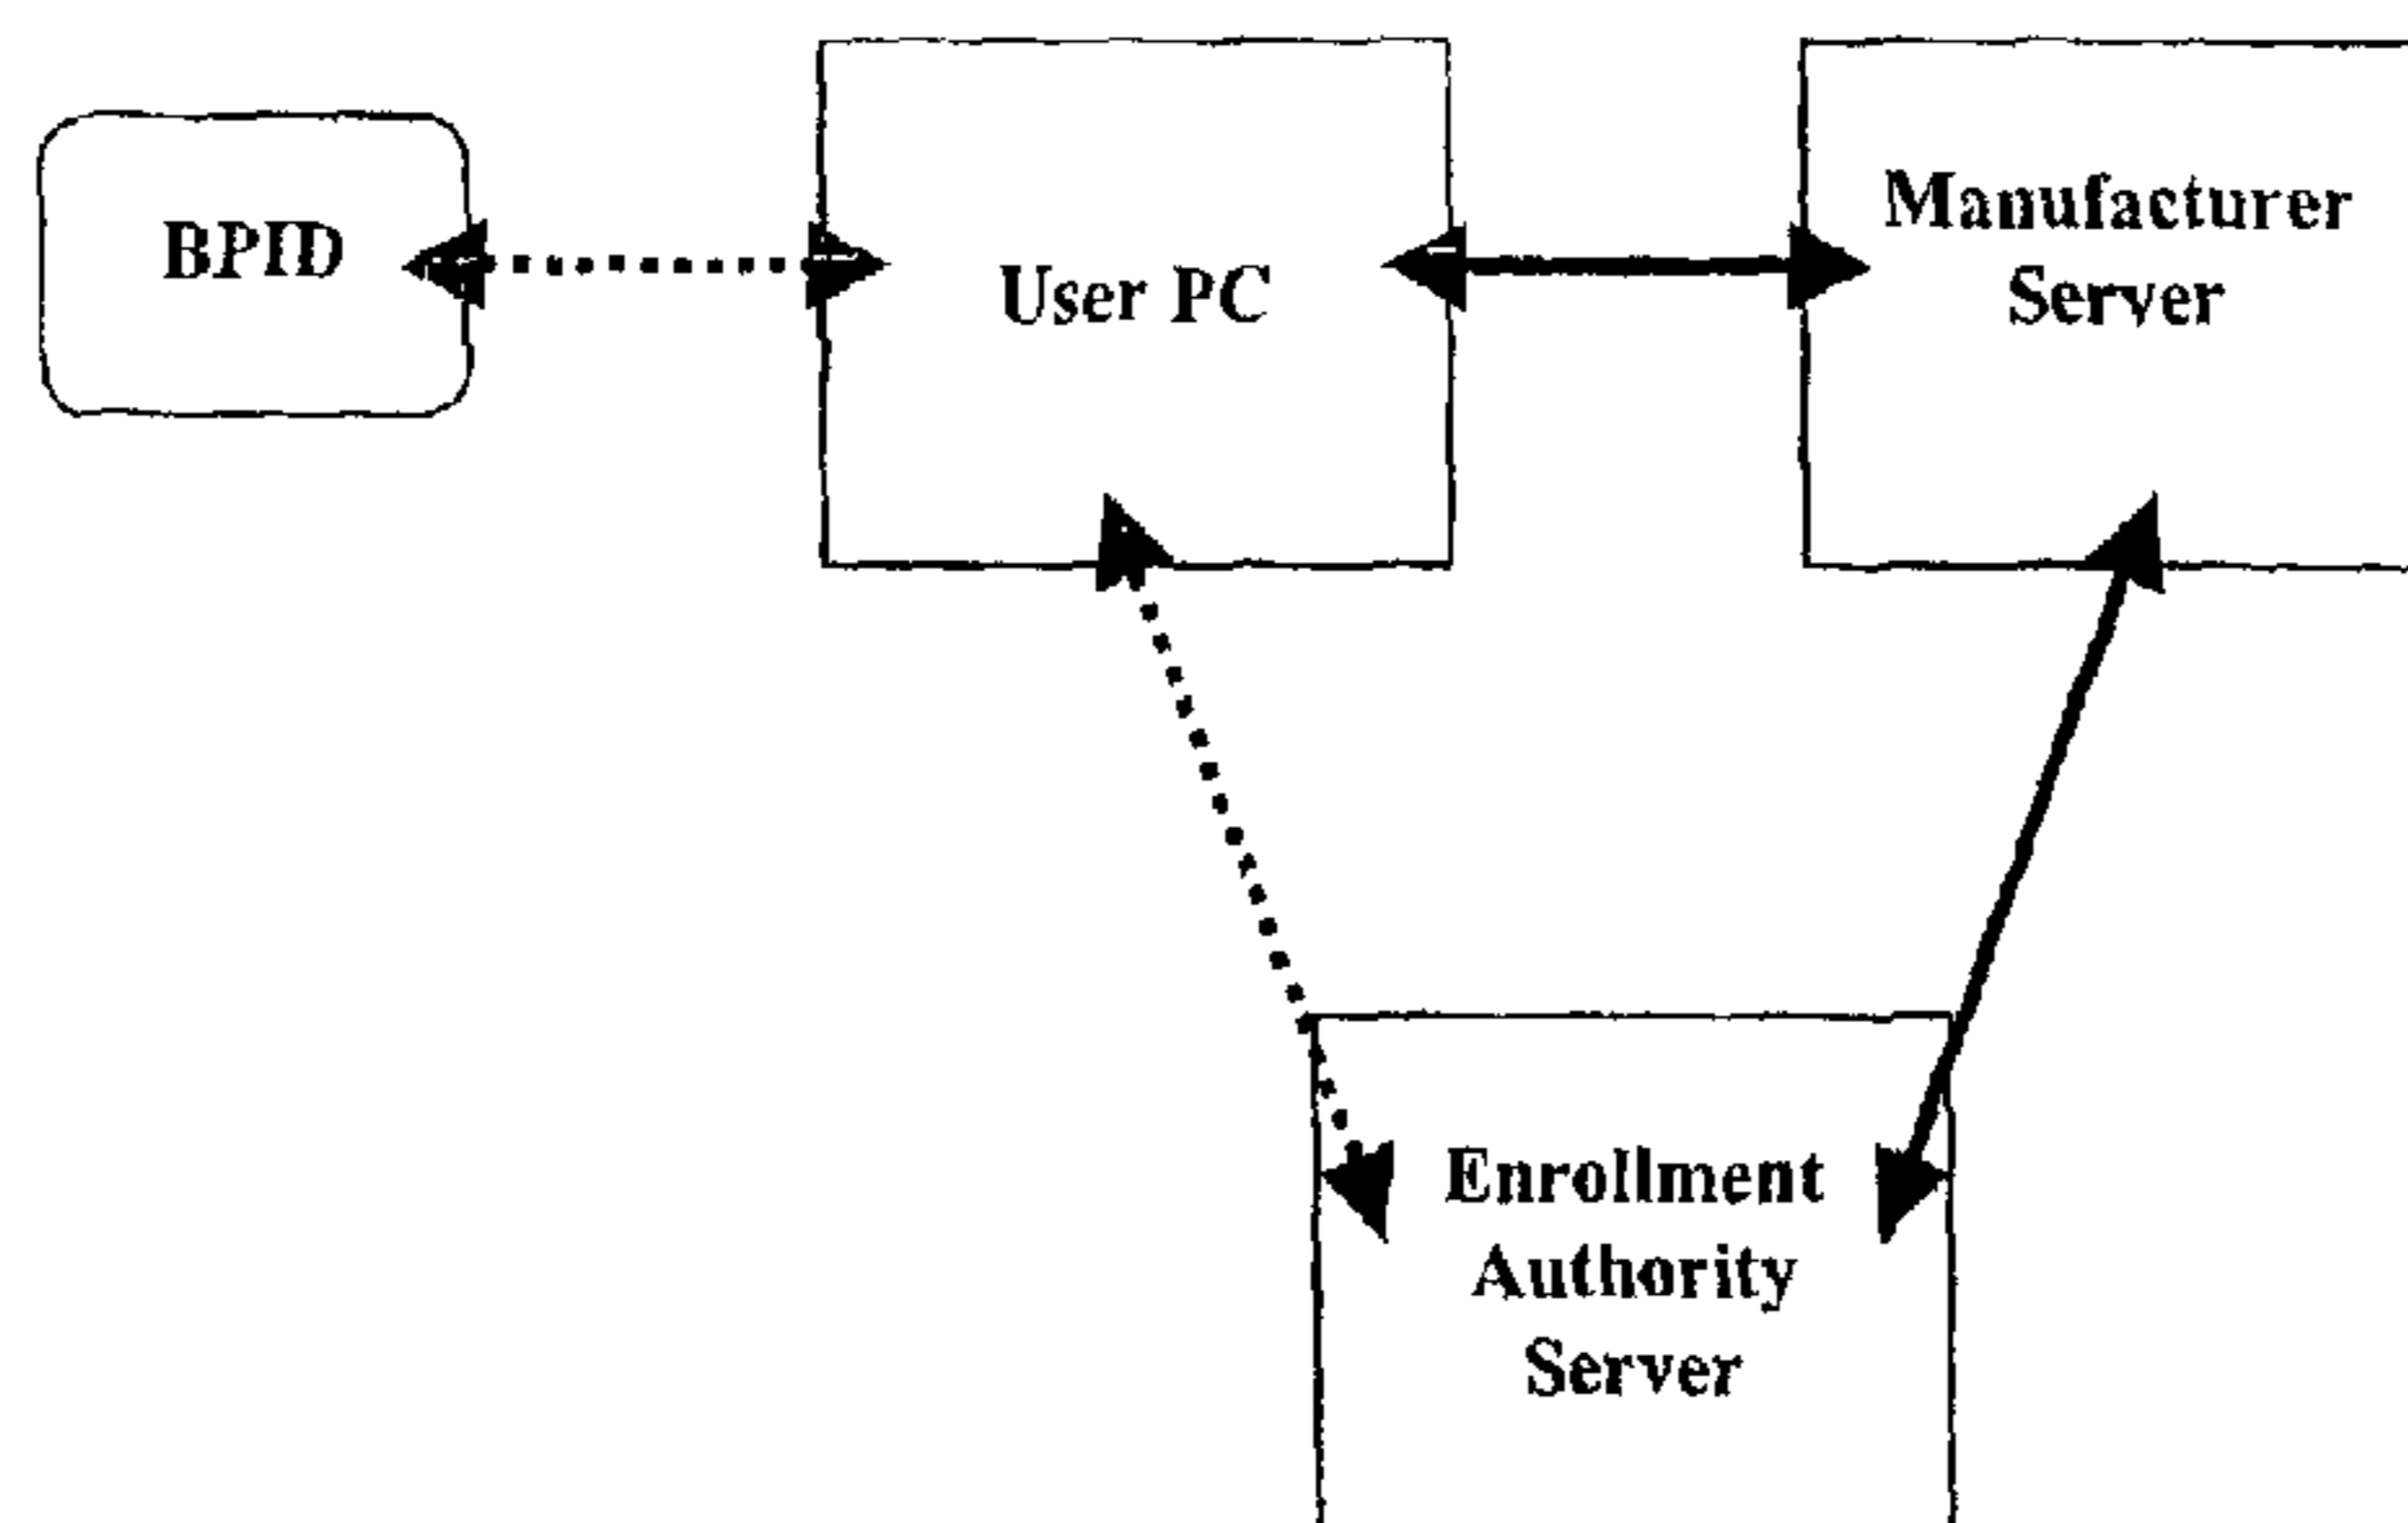 BPID
User PC
Manufacturer
Server
Enrollment
Authority
Server